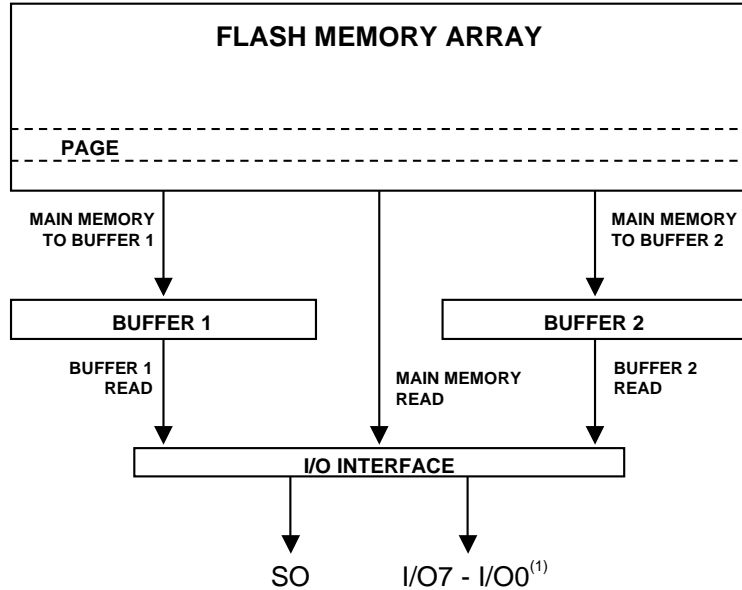 FLASH MEMORY ARRAY
PAGE
MAIN MEMORY
TO BUFFER 1
MAIN MEMORY
TO BUFFER 2
BUFFER 1
BUFFER 2
BUFFER 1
READ
MAIN MEMORY
READ
BUFFER 2
READ
I/O INTERFACE
SO
I/O7 - I/O0(1)